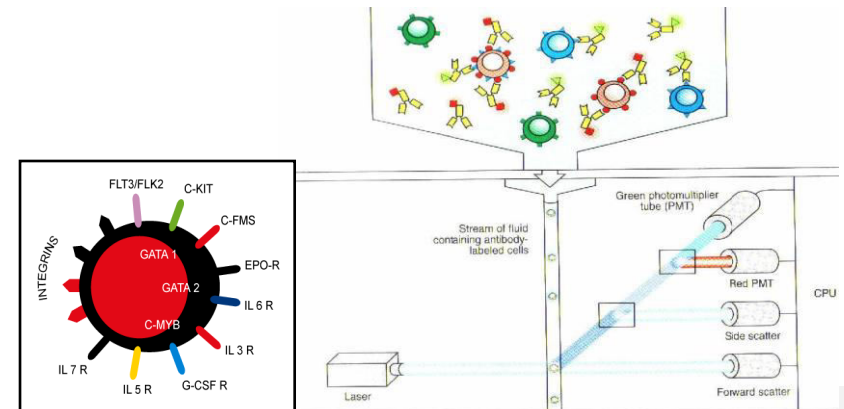 FLT3/FLK2
C-KIT
C-FMS
INTEGRINS
GATA 1
EPO-R
GATA 2
IL 6 R
C-MYB
IL 3 R
IL 7 R
IL 5 R
G-CSF R
Green photomultiplier
tube (PMT)
Stream of fluid
containing antibody-
labeled cells
Red PMT
CPU
Side scatter
Laser
Forward scatter